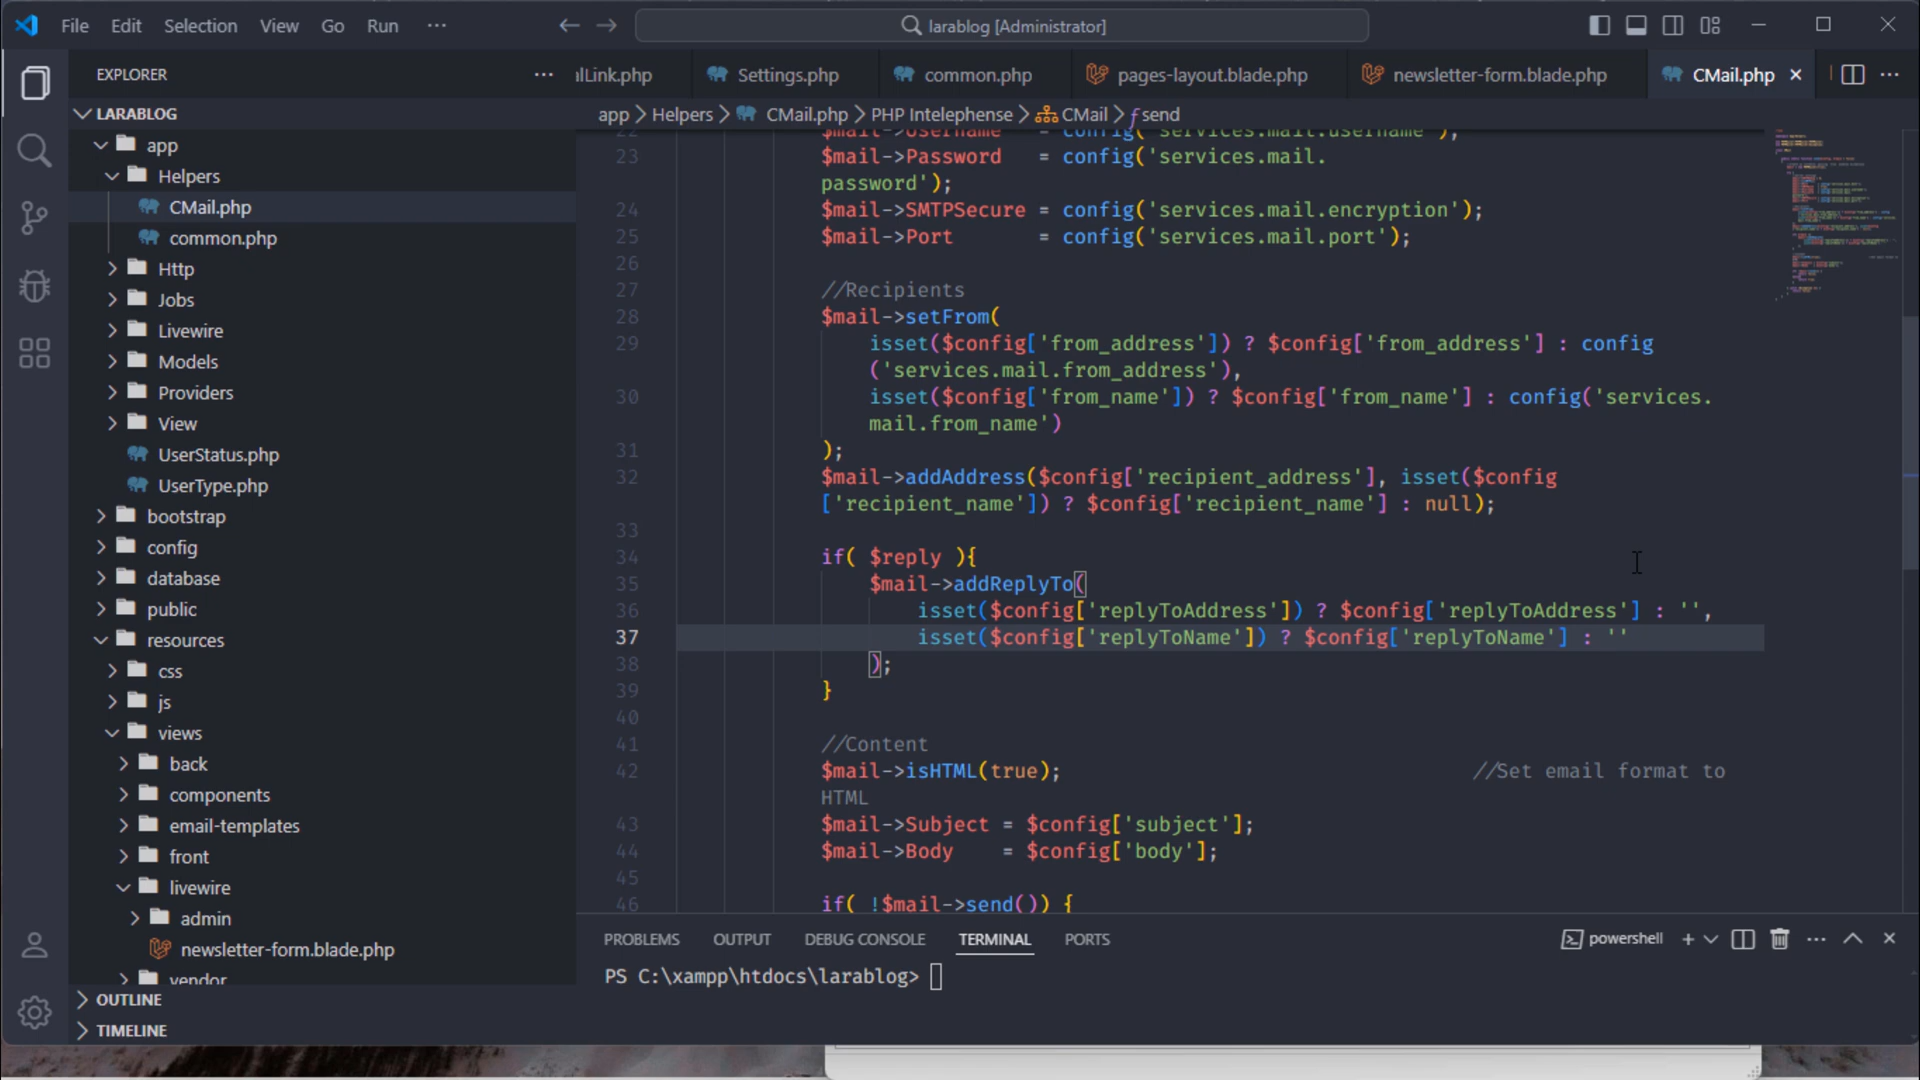 File Edit Selection View Go Run ··· larablog [Administrator]
EXPLORER ··· lLink.php Settings.php common.php pages-layout.blade.php newsletter-form.blade.php CMail.php
LARABLOG
app
Helpers
CMail.php
common.php
Http
Jobs
Livewire
Models
Providers
View
UserStatus.php
UserType.php
bootstrap
config
database
public
resources
css
js
views
back
components
email-templates
front
livewire
admin
newsletter-form.blade.php
vendor
OUTLINE
TIMELINE
app > Helpers > CMail.php > PHP Intelephense > CMail > send
22 $mail->Username = config('services.mail.username');
23 $mail->Password = config('services.mail.
password');
24 $mail->SMTPSecure = config('services.mail.encryption');
25 $mail->Port = config('services.mail.port');
26
27 //Recipients
28 $mail->setFrom(
29 isset($config['from_address']) ? $config['from_address'] : config
('services.mail.from_address'),
30 isset($config['from_name']) ? $config['from_name'] : config('services.
mail.from_name')
31 );
32 $mail->addAddress($config['recipient_address'], isset($config
['recipient_name']) ? $config['recipient_name'] : null);
33
34 if( $reply ){
35 $mail->addReplyTo(
36 isset($config['replyToAddress']) ? $config['replyToAddress'] : '',
37 isset($config['replyToName']) ? $config['replyToName'] : ''
38 );
39 }
40
41 //Content
42 $mail->isHTML(true); //Set email format to
HTML
43 $mail->Subject = $config['subject'];
44 $mail->Body = $config['body'];
45
46 if( !$mail->send()) {
PROBLEMS OUTPUT DEBUG CONSOLE TERMINAL PORTS powershell
PS C:\xampp\htdocs\larablog>